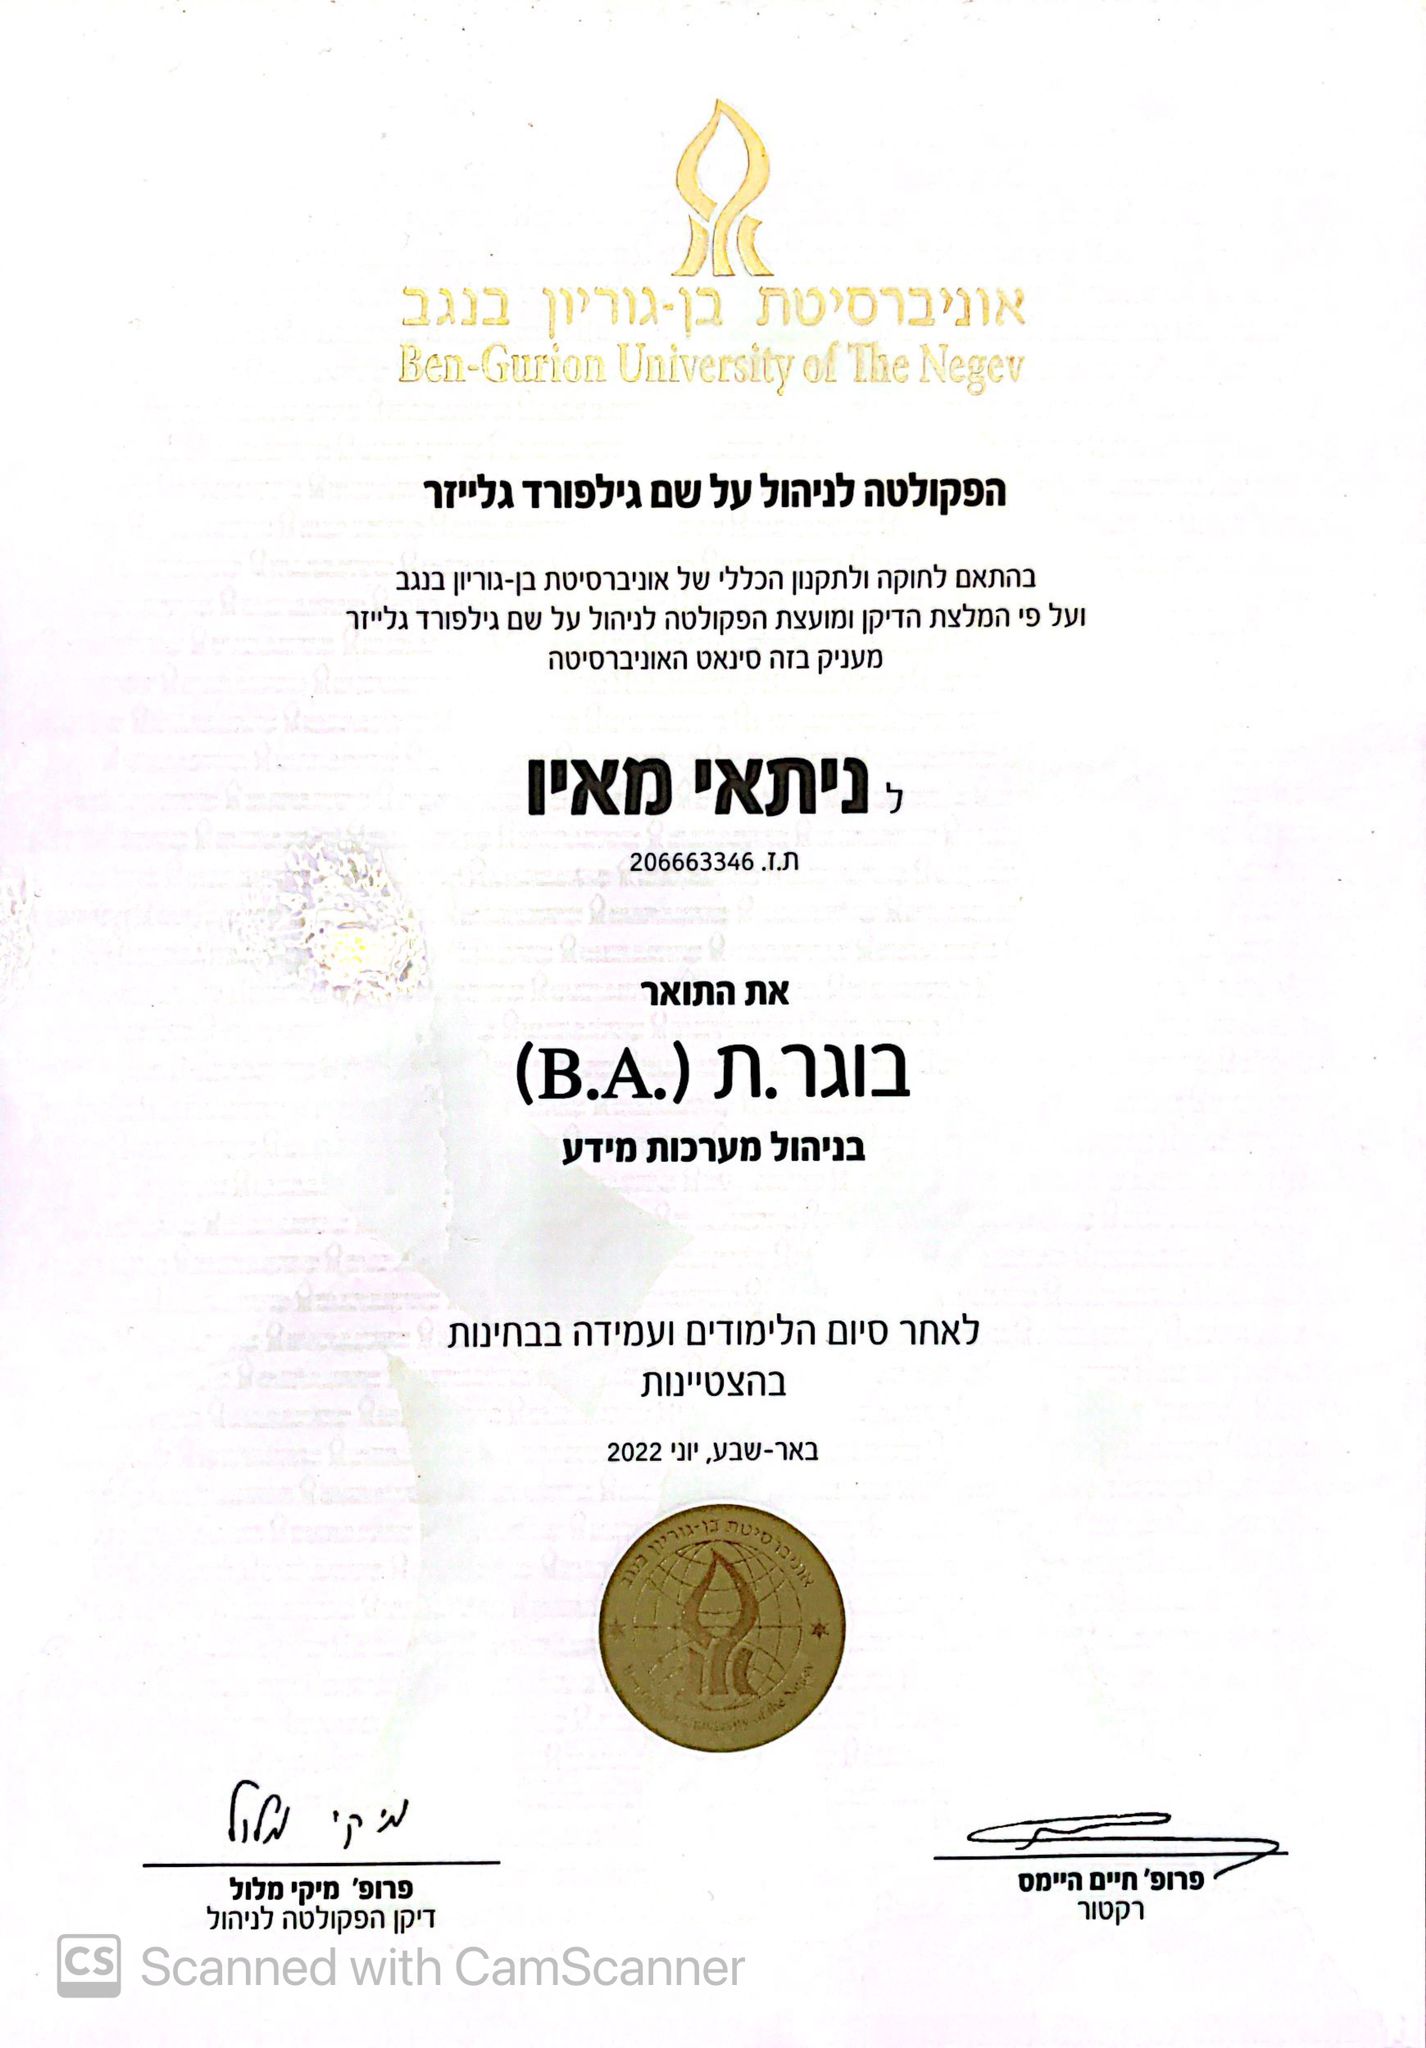 אוניברסיטת בן-גוריון בנגב
Ben-Gurion University of The Negev
הפקולטה לניהול על שם גילפורד גלייזר
בהתאם לחוקה ולתקנון הכללי של אוניברסיטת בן-גוריון בנגב
ועל פי המלצת הדיקן ומועצת הפקולטה לניהול על שם גילפורד גלייזר
מעניק בזה סינאט האוניברסיטה
ל ניתאי מאיו
ת.ז. 206663346
את התואר
בוגר.ת (B.A.)
בניהול מערכות מידע
לאחר סיום הלימודים ועמידה בבחינות
בהצטיינות
באר-שבע, יוני 2022
אוניברסיטת בן-גוריון בנגב
Ben-Gurion University of the Negev
מיקי מלול
פרופ' חיים היימס
רקטור
פרופ' מיקי מלול
דיקן הפקולטה לניהול
CS Scanned with CamScanner